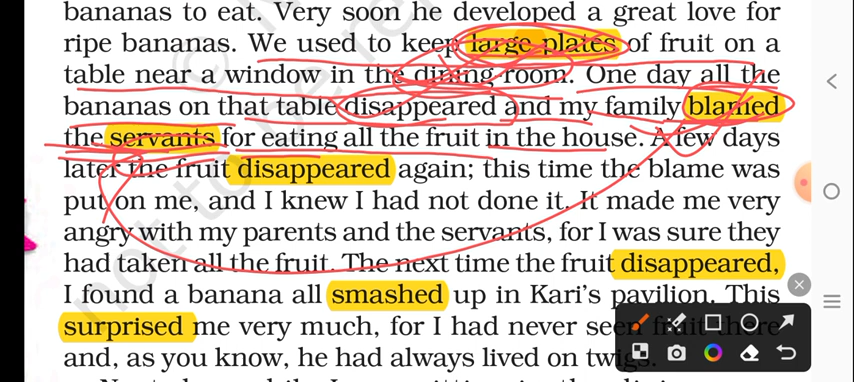 bananas to eat. Very soon he developed a great love for
ripe bananas. We used to keep large plates of fruit on a
table near a window in the dining-room. One day all the
bananas on that table disappeared and my family blamed
the servants for eating all the fruit in the house. A few days
later the fruit disappeared again; this time the blame was
put on me, and I knew I had not done it. It made me very
angry with my parents and the servants, for I was sure they
had taken all the fruit. The next time the fruit disappeared,
I found a banana all smashed up in Kari's pavilion. This
surprised me very much, for I had never seen fruit there
and, as you know, he had always lived on twigs.
not to be re